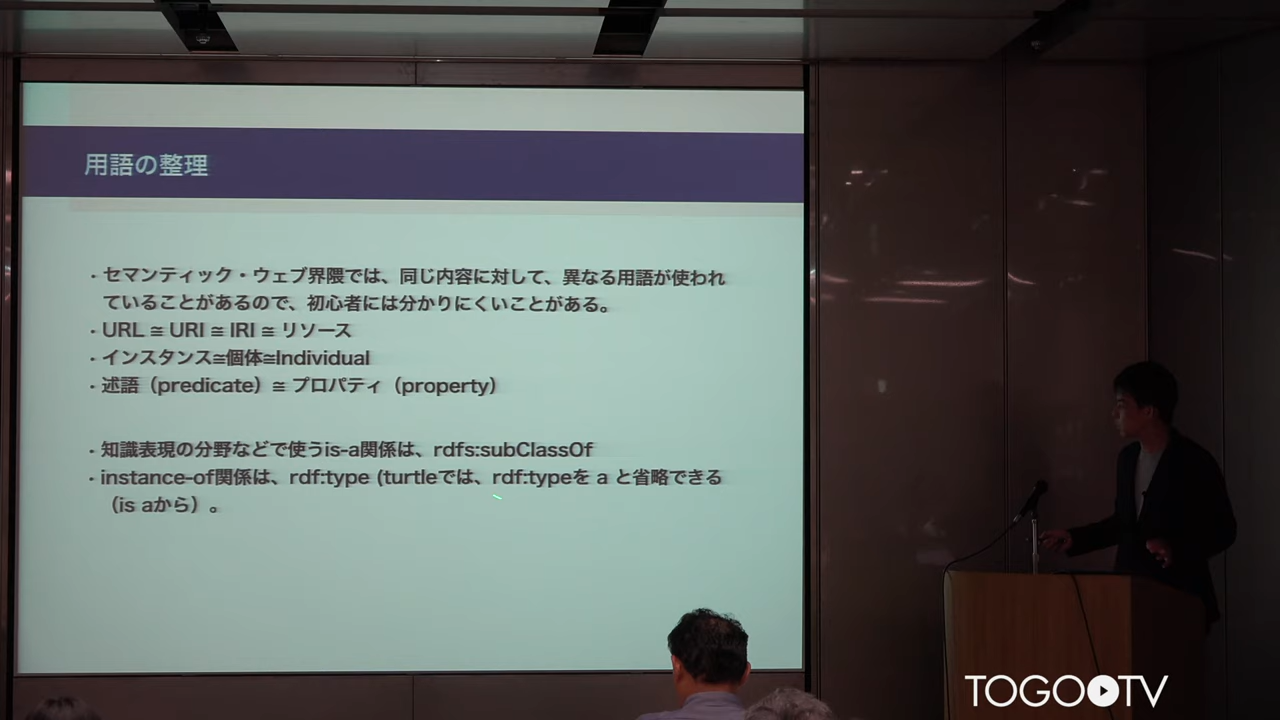 用語の整理
・セマンティック・ウェブ界隈では、同じ内容に対して、異なる用語が使われ
ていることがあるので、初心者には分かりにくいことがある。
・URL ≅ URI ≅ IRI ≅ リソース
・インスタンス≅個体≅Individual
・述語（predicate）≅ プロパティ（property）
・知識表現の分野などで使うis-a関係は、rdfs:subClassOf
・instance-of関係は、rdf:type (turtleでは、rdf:typeを a と省略できる
（is aから）。
TOGO TV